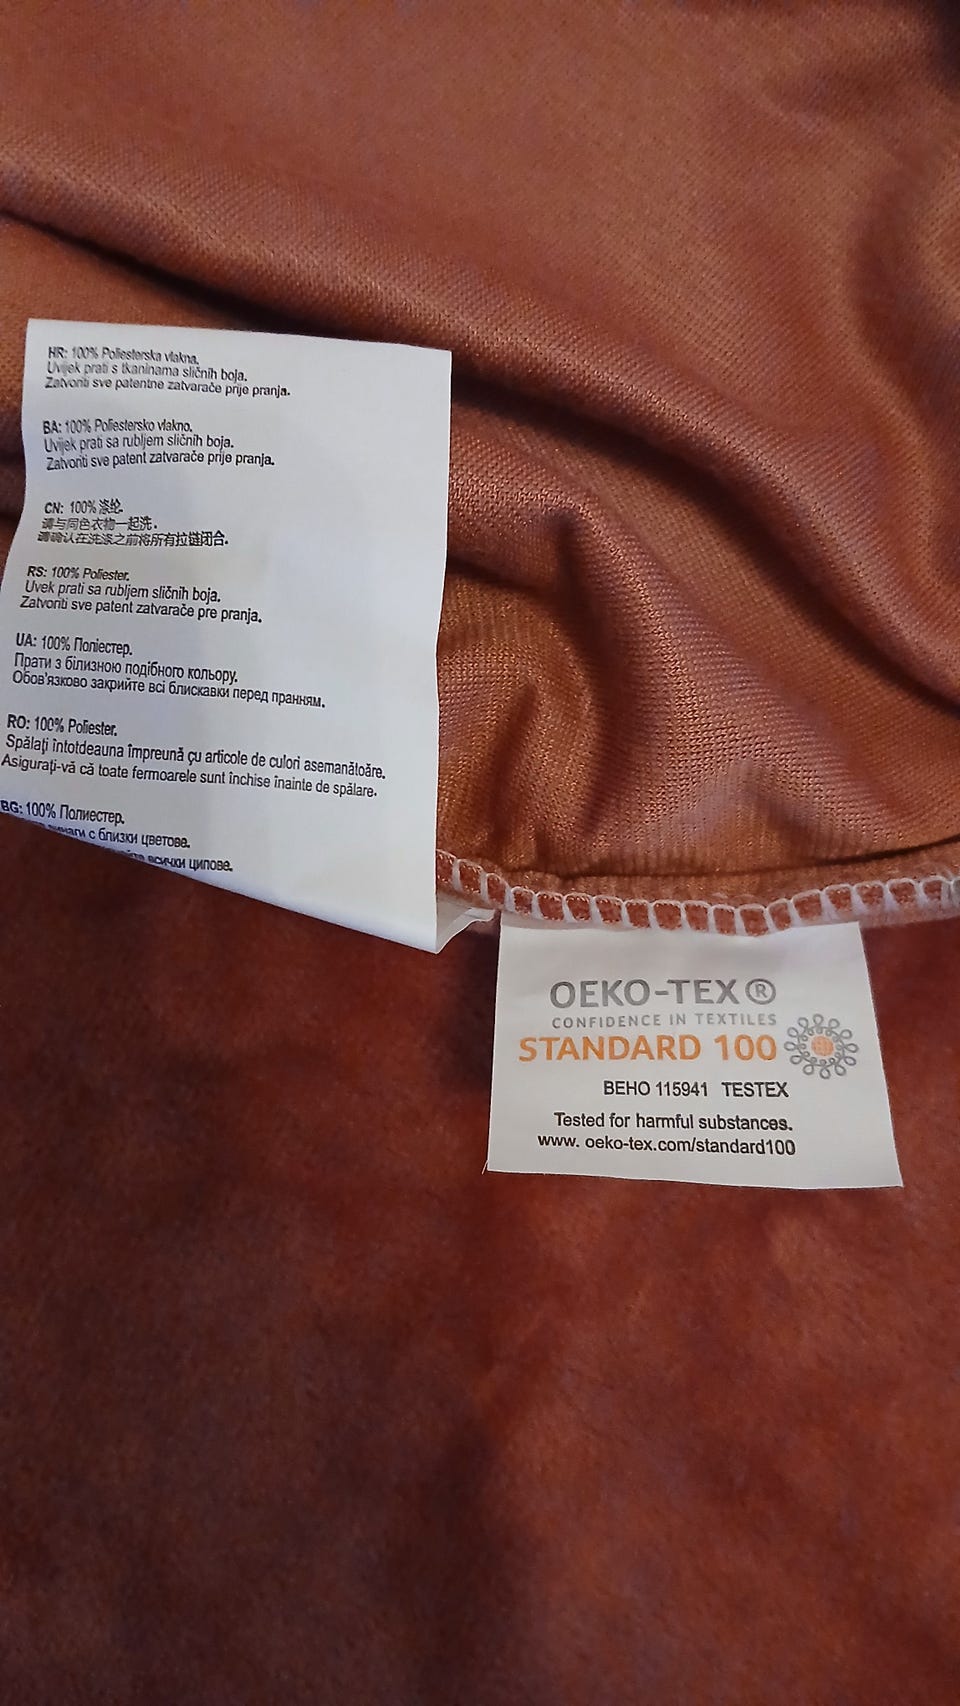 HR: 100% Poliesterska vlakna.
Uvijek prati s tkaninama sličnih boja.
Zatvoriti sve patentne zatvarače prije pranja.
BA: 100% Poliestersko vlakno.
Uvijek prati sa rubljem sličnih boja.
Zatvoriti sve patent zatvarače prije pranja.
CN: 100% 涤纶.
请与同色衣物一起洗.
请确认在洗涤之前将所有拉链闭合.
RS: 100% Poliester.
Uvek prati sa rubljem sličnih boja.
Zatvoriti sve patent zatvarače pre pranja.
UA: 100% Поліестер.
Прати з білизною подібного кольору.
Обов'язково закрийте всі блискавки перед пранням.
RO: 100% Poliester.
Spălați întotdeauna împreună cu articole de culori asemanătoăre.
Asigurați-vă că toate fermoarele sunt închise înainte de spălare.
BG: 100% Полиестер.
с близки цветове.
всички ципове.
OEKO-TEX®
CONFIDENCE IN TEXTILES
STANDARD 100
BEHO 115941 TESTEX
Tested for harmful substances.
www. oeko-tex.com/standard100